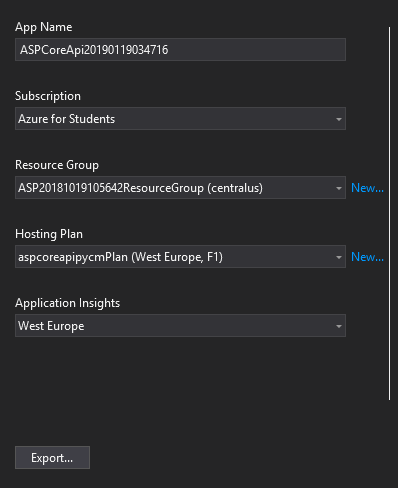 App Name
ASPCoreApi20190119034716
Subscription
Azure for Students
Resource Group
ASP20181019105642ResourceGroup (centralus)
New...
Hosting Plan
aspcoreapipycmPlan (West Europe, F1)
New...
Application Insights
West Europe
Export...